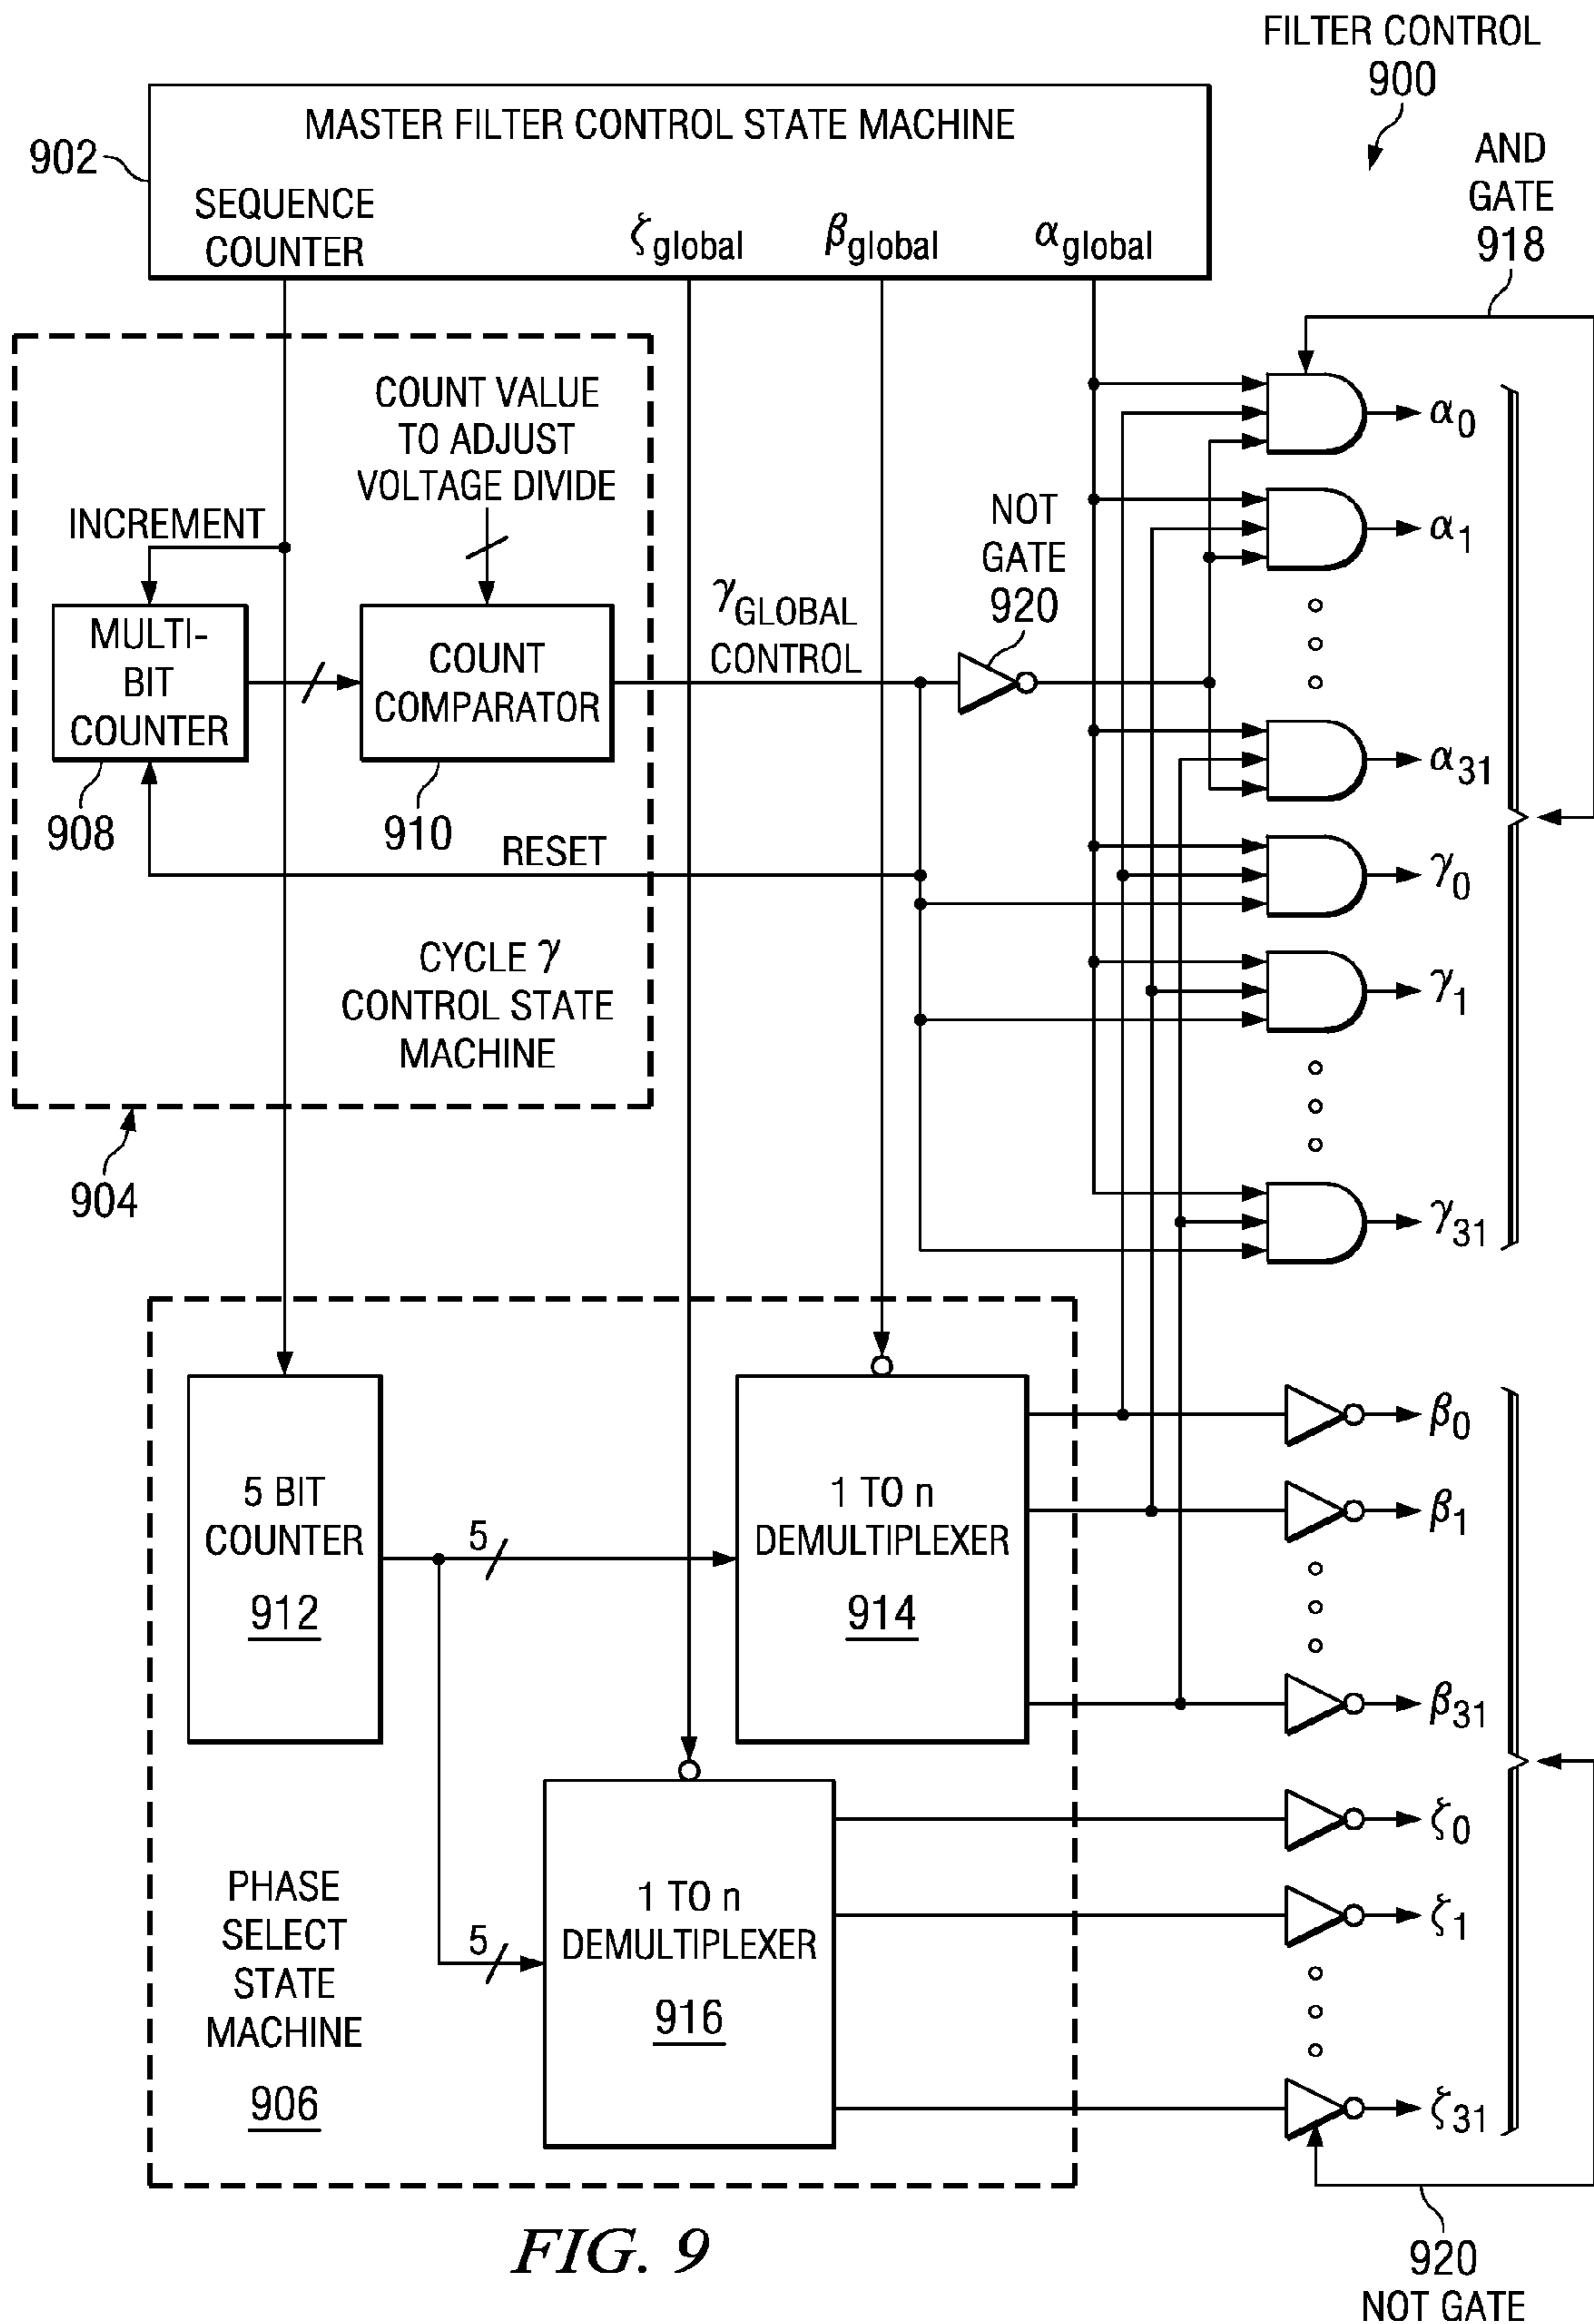 FILTER CONTROL
900
MASTER FILTER CONTROL STATE MACHINE
902
SEQUENCE
COUNTER
ζglobal
βglobal
αglobal
AND
GATE
918
COUNT VALUE
TO ADJUST
VOLTAGE DIVIDE
INCREMENT
MULTI-
BIT
COUNTER
908
COUNT
COMPARATOR
910
γGLOBAL
CONTROL
NOT
GATE
920
RESET
CYCLE γ
CONTROL STATE
MACHINE
904
α0
α1
α31
γ0
γ1
γ31
5 BIT
COUNTER
912
5
1 TO n
DEMULTIPLEXER
914
5
1 TO n
DEMULTIPLEXER
916
PHASE
SELECT
STATE
MACHINE
906
β0
β1
β31
ζ0
ζ1
ζ31
920
NOT GATE
FIG. 9